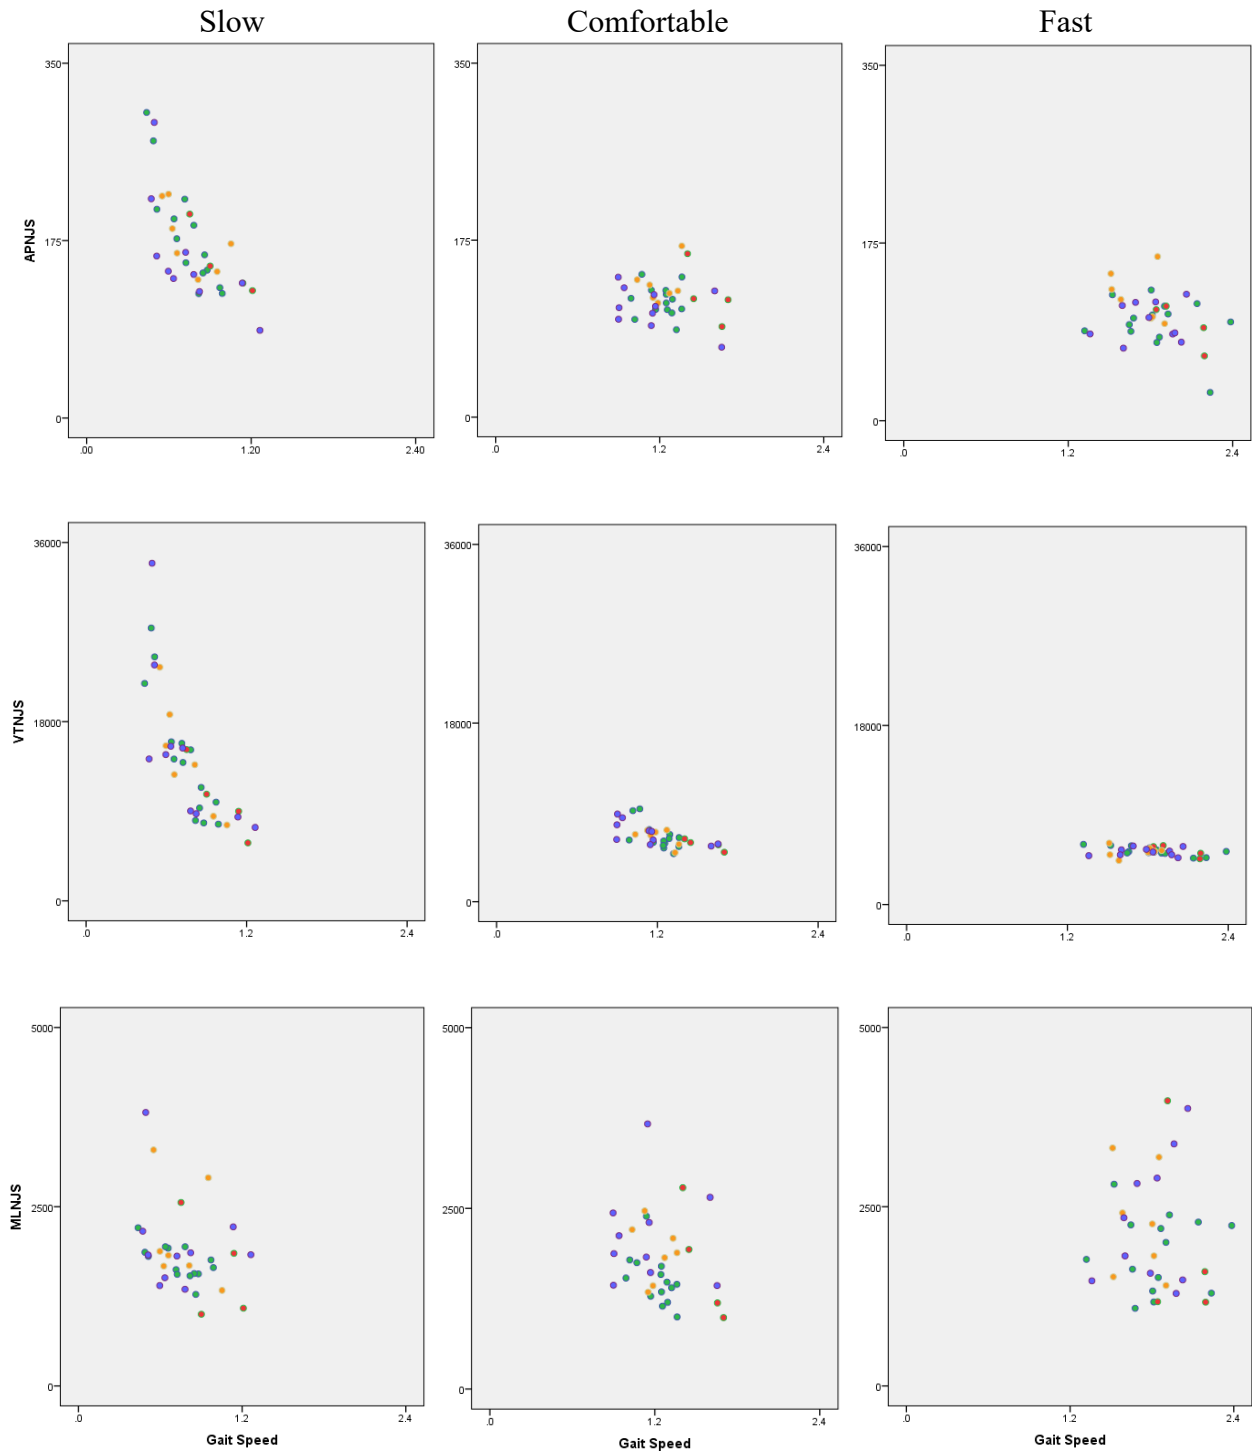 Slow Comfortable Fast
350 350 350
APNJS
175 175 175
0 0 0
.00 1.20 2.40 .0 1.2 2.4 .0 1.2 2.4
36000 36000 36000
VTNJS
18000 18000 18000
0 0 0
.0 1.2 2.4 .0 1.2 2.4 .0 1.2 2.4
5000 5000 5000
MLNJS
2500 2500 2500
0 0 0
.0 1.2 2.4 .0 1.2 2.4 .0 1.2 2.4
Gait Speed Gait Speed Gait Speed